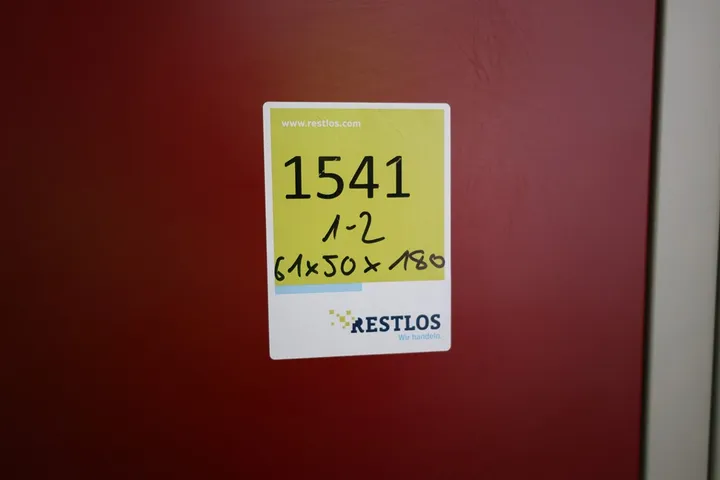 www.restlos.com
1541
1-2
61x50x180
RESTLOS
Wir handeln.